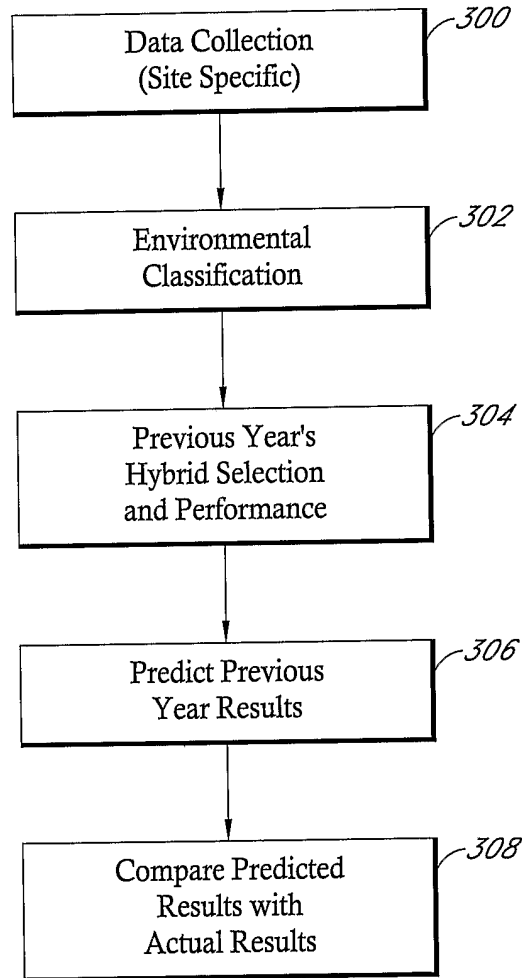 300
Data Collection
(Site Specific)
302
Environmental
Classification
304
Previous Year's
Hybrid Selection
and Performance
306
Predict Previous
Year Results
308
Compare Predicted
Results with
Actual Results